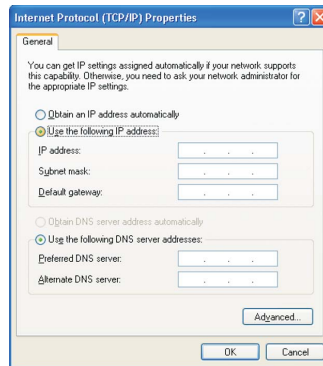 Internet Protocol (TCP/IP) Properties
General
You can get IP settings assigned automatically if your network supports
this capability. Otherwise, you need to ask your network administrator for
the appropriate IP settings.
Obtain an IP address automatically
Use the following IP address:
IP address:
. . .
Subnet mask:
. . .
Default gateway:
. . .
Obtain DNS server address automatically
Use the following DNS server addresses:
Preferred DNS server:
. . .
Alternate DNS server:
. . .
Advanced...
OK Cancel